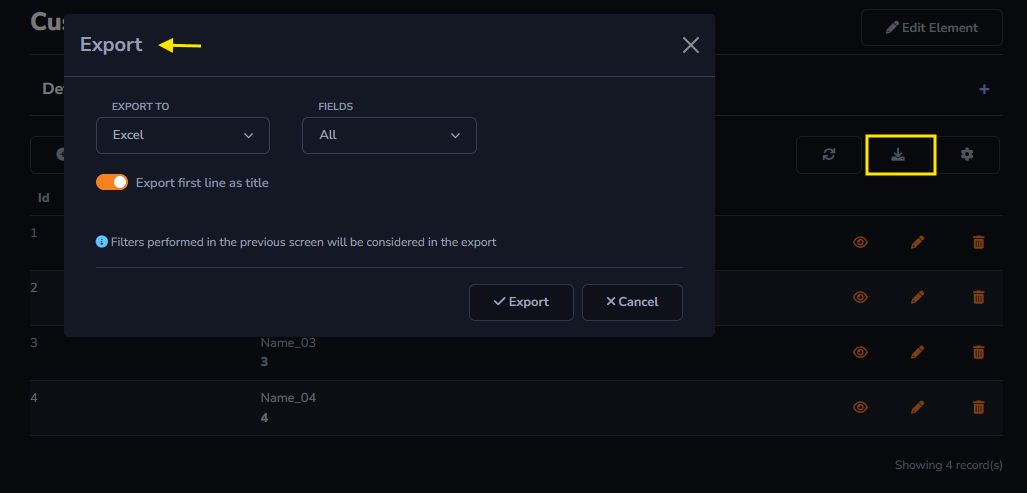 Cus
Edit Element
Export
De
EXPORT TO
FIELDS
Excel
All
Export first line as title
Id
1
Filters performed in the previous screen will be considered in the export
2
Export
Cancel
3
Name_03
3
4
Name_04
4
Showing 4 record(s)